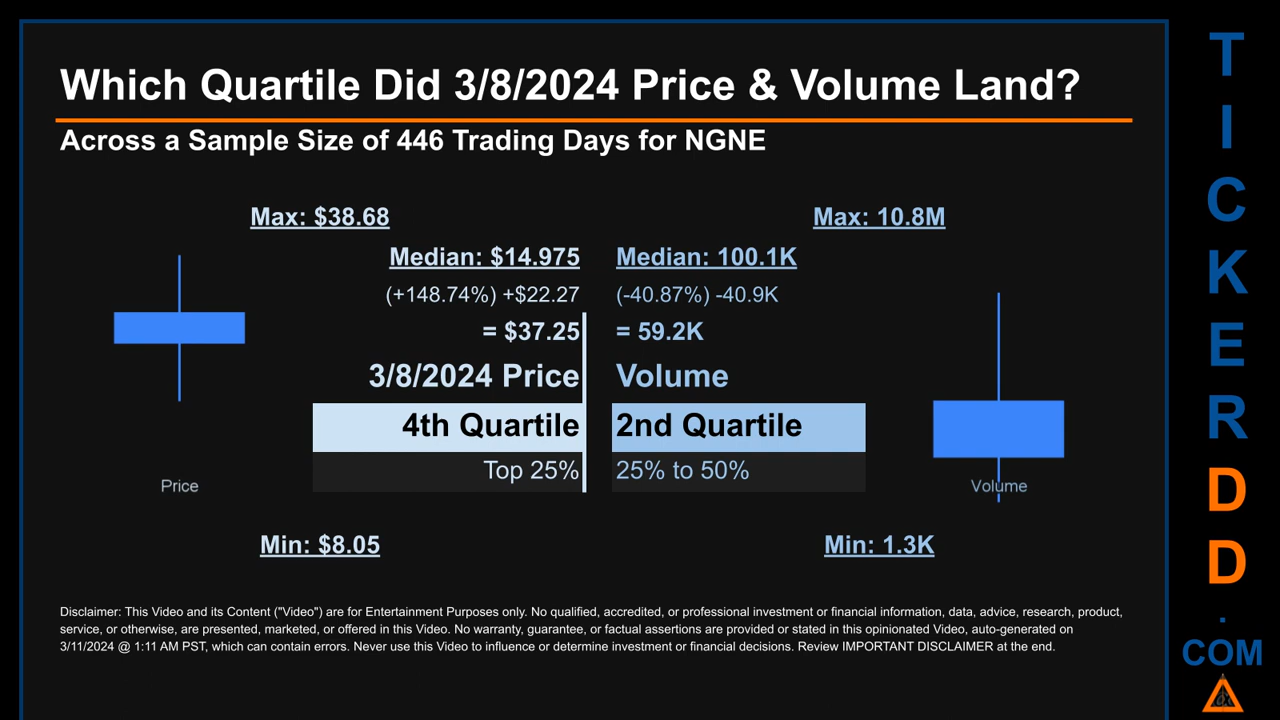 Which Quartile Did 3/8/2024 Price & Volume Land?
Across a Sample Size of 446 Trading Days for NGNE
Max: $38.68
Median: $14.975
(+148.74%) +$22.27
= $37.25
3/8/2024 Price
4th Quartile
Top 25%
Price
Min: $8.05
Max: 10.8M
Median: 100.1K
(-40.87%) -40.9K
= 59.2K
Volume
2nd Quartile
25% to 50%
Volume
Min: 1.3K
Disclaimer: This Video and its Content ("Video") are for Entertainment Purposes only. No qualified, accredited, or professional investment or financial information, data, advice, research, product,
service, or otherwise, are presented, marketed, or offered in this Video. No warranty, guarantee, or factual assertions are provided or stated in this opinionated Video, auto-generated on
3/11/2024 @ 1:11 AM PST, which can contain errors. Never use this Video to influence or determine investment or financial decisions. Review IMPORTANT DISCLAIMER at the end.
T
I
C
K
E
R
D
D
.
COM